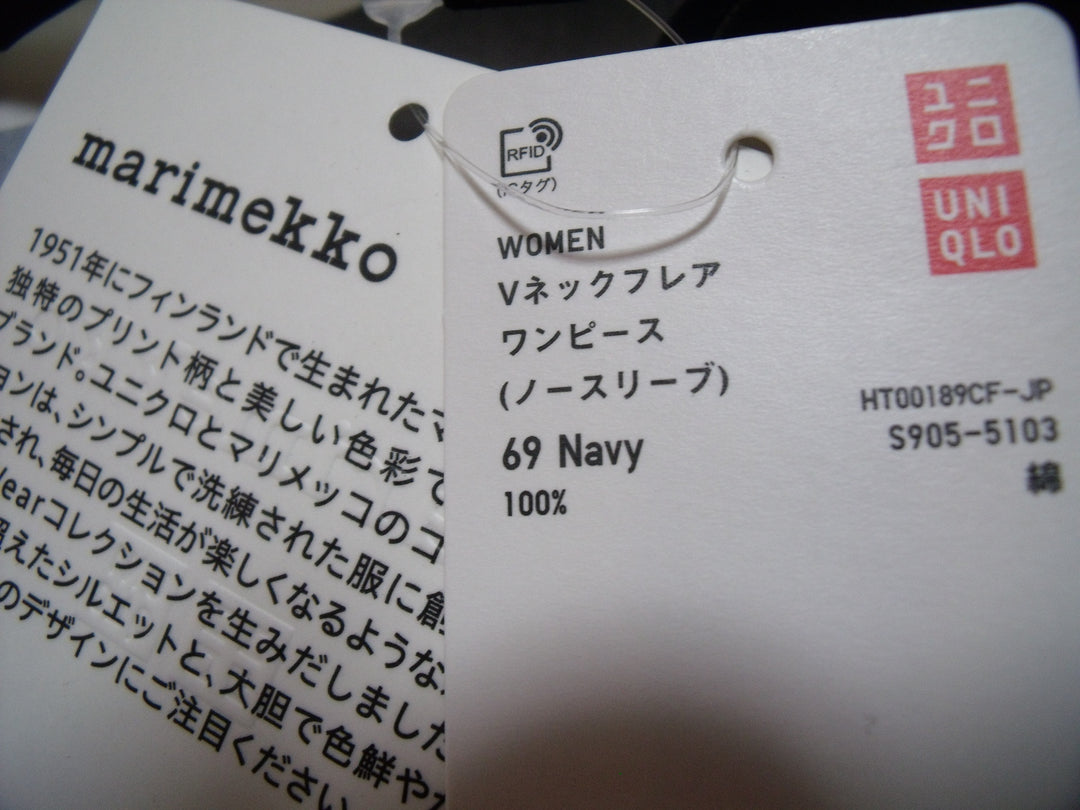 marimekko
1951年にフィンランドで生まれたマ
独特のプリント柄と美しい色彩で
ブランド。ユニクロとマリメッコのコ
ョンは、シンプルで洗練された服に創
され、毎日の生活が楽しくなるような
earコレクションを生みだしました
超えたシルエットと、大胆で色鮮やか
のデザインにご注目ください
RFID
タグ)
WOMEN
Vネックフレア
ワンピース
(ノースリーブ)
69 Navy
100%
ユニ
クロ
UNI
QLO
HT00189CF-JP
S905-5103
綿